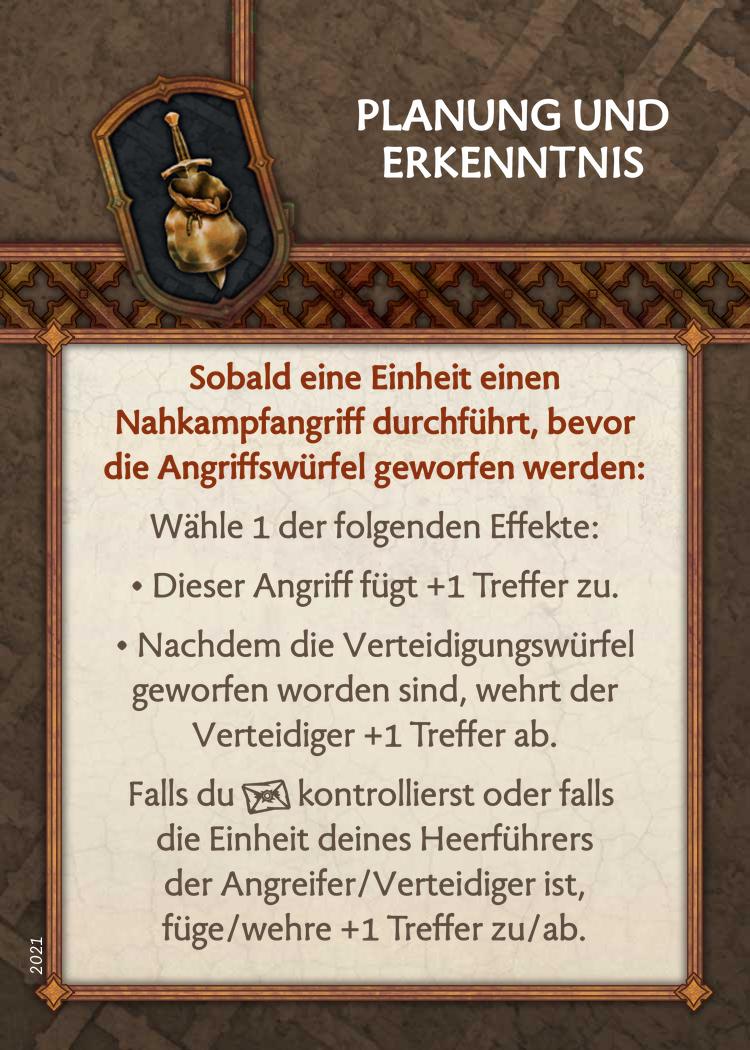 PLANUNG UND
ERKENNTNIS
Sobald eine Einheit einen
Nahkampfangriff durchführt, bevor
die Angriffswürfel geworfen werden:
Wähle 1 der folgenden Effekte:
• Dieser Angriff fügt +1 Treffer zu.
• Nachdem die Verteidigungswürfel
geworfen worden sind, wehrt der
Verteidiger +1 Treffer ab.
Falls du kontrollierst oder falls
die Einheit deines Heerführers
der Angreifer/Verteidiger ist,
füge/wehre +1 Treffer zu/ab.
2021